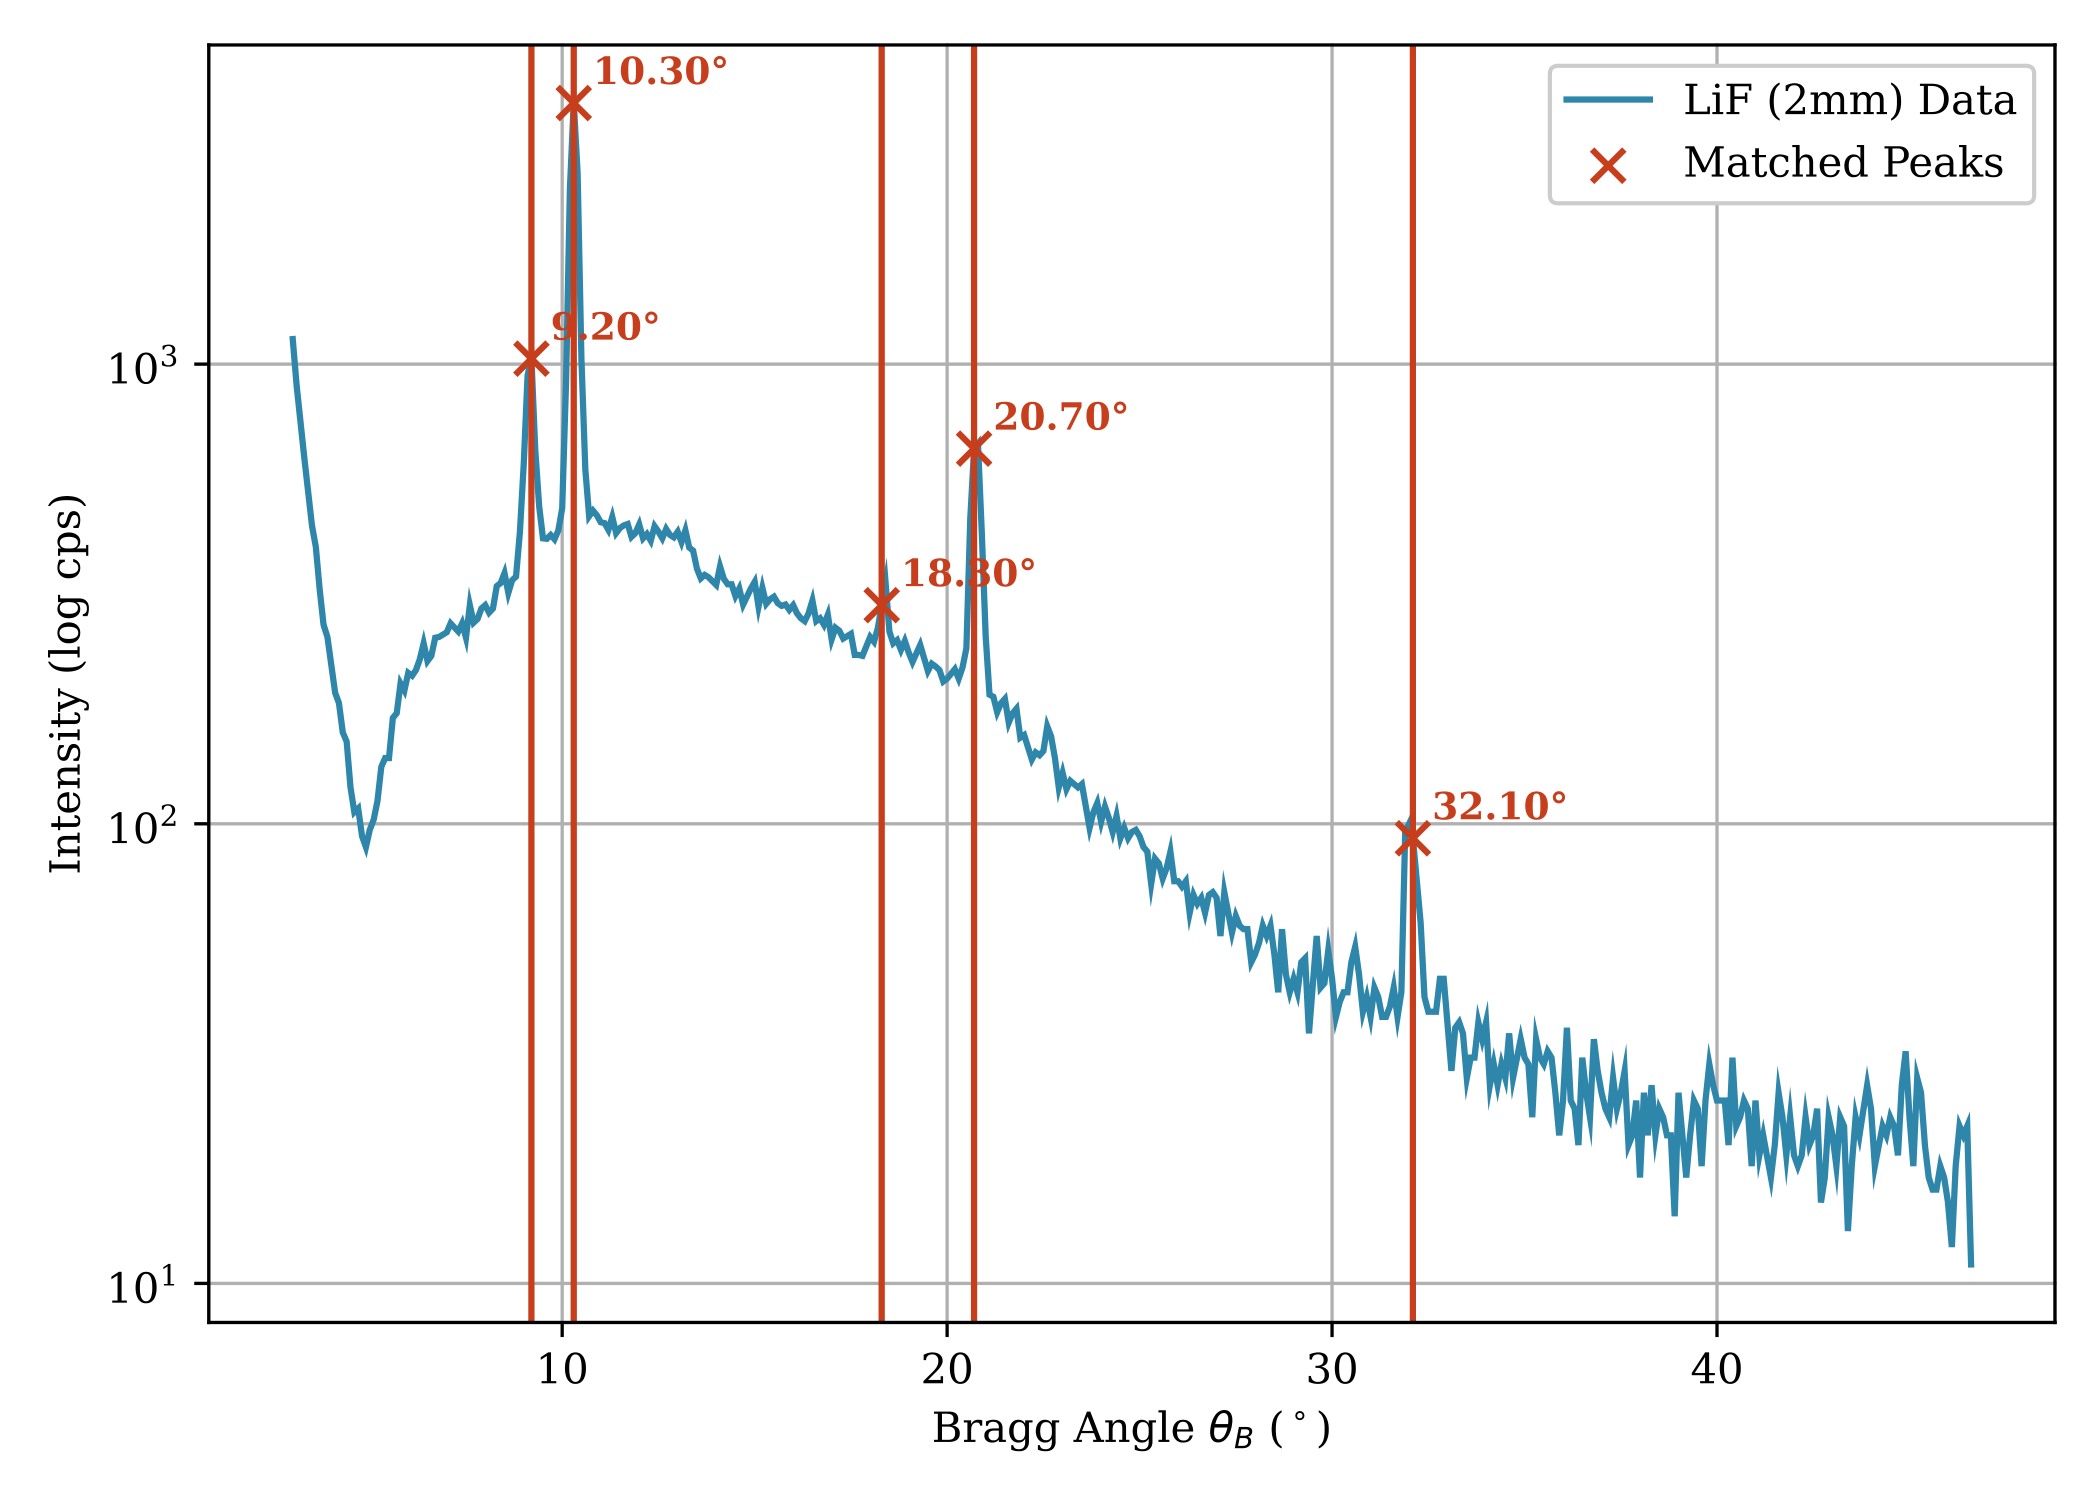 10.30°
LiF (2mm) Data
Matched Peaks
9.20°
10³
20.70°
18.30°
Intensity (log cps)
32.10°
10²
10¹
10 20 30 40
Bragg Angle θ_B (°)